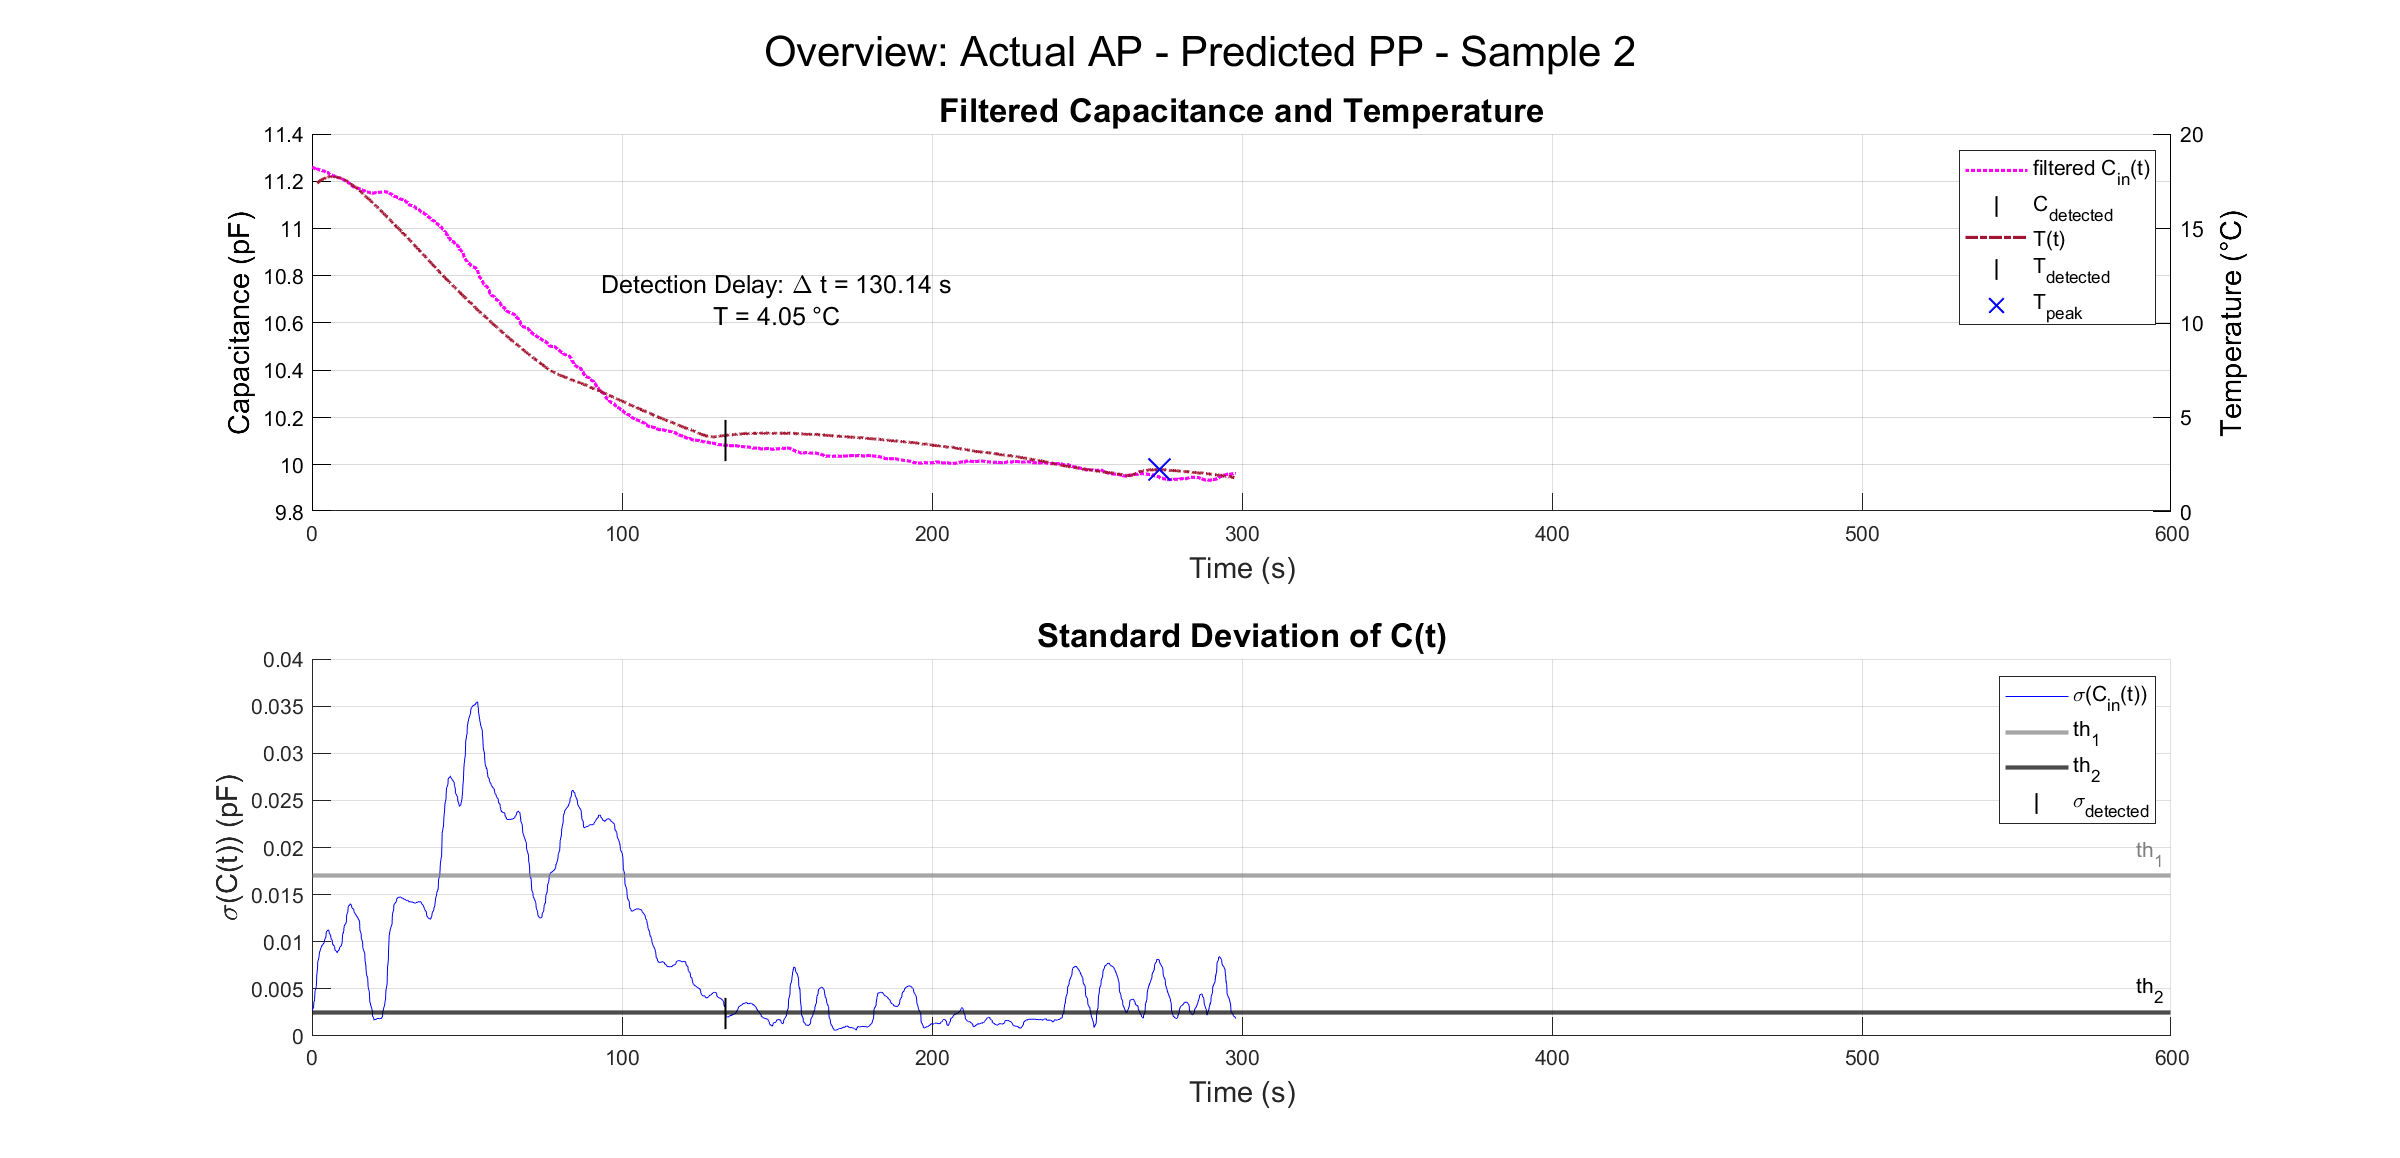 Overview: Actual AP - Predicted PP - Sample 2
Filtered Capacitance and Temperature
Capacitance (pF)
11.4
11.2
11
10.8
10.6
10.4
10.2
10
9.8
Detection Delay: Δ t = 130.14 s
T = 4.05 °C
filtered C_in(t)
C_detected
T(t)
T_detected
T_peak
20
15
10
5
0
Temperature (°C)
0 100 200 300 400 500 600
Time (s)
Standard Deviation of C(t)
σ(C(t)) (pF)
0.04
0.035
0.03
0.025
0.02
0.015
0.01
0.005
0
σ(C_in(t))
th_1
th_2
σ_detected
th_1
th_2
0 100 200 300 400 500 600
Time (s)